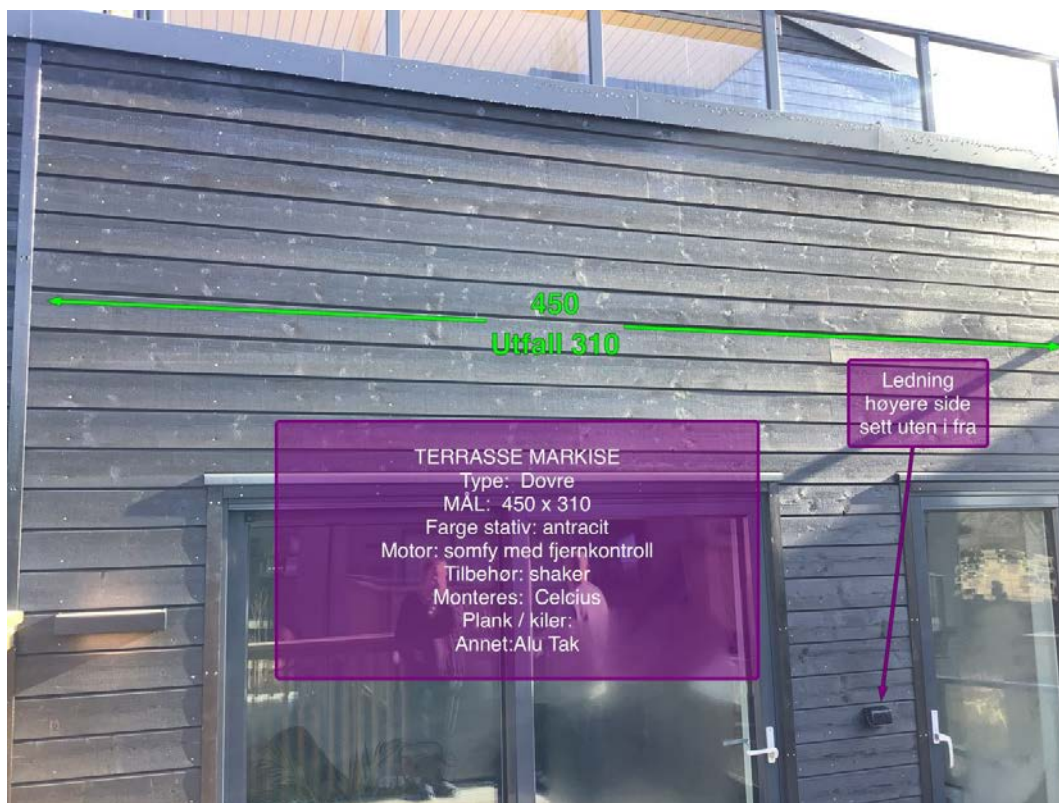 450
Utfall 310
Ledning
høyere side
sett uten i fra
TERRASSE MARKISE
Type: Dovre
MÅL: 450 x 310
Farge stativ: antracit
Motor: somfy med fjernkontroll
Tilbehør: shaker
Monteres: Celcius
Plank / kiler:
Annet:Alu Tak